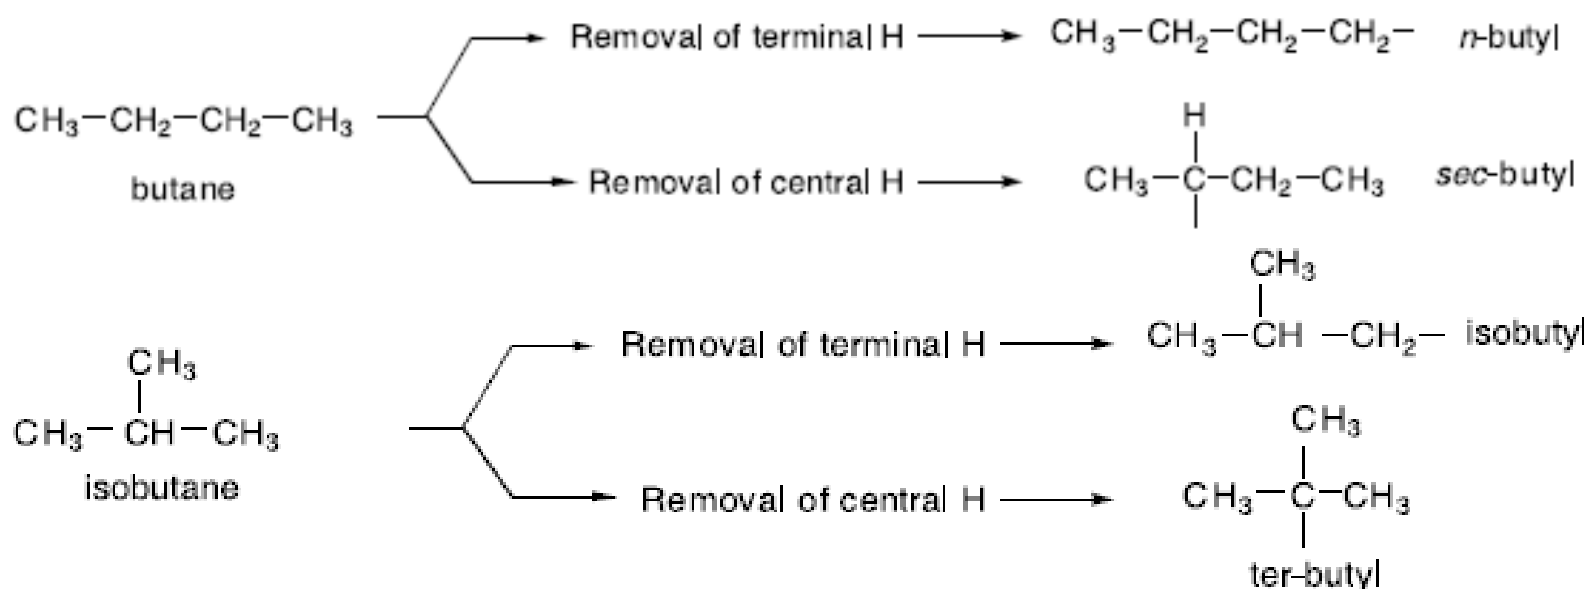 Removal of terminal H CH₃−CH₂−CH₂−CH₂− n-butyl
CH₃−CH₂−CH₂−CH₃
butane
H
Removal of central H CH₃−C−CH₂−CH₃ sec-butyl
CH₃
Removal of terminal H CH₃−CH −CH₂− isobutyl
CH₃
CH₃−CH−CH₃
isobutane
CH₃
Removal of central H CH₃−C−CH₃
ter-butyl